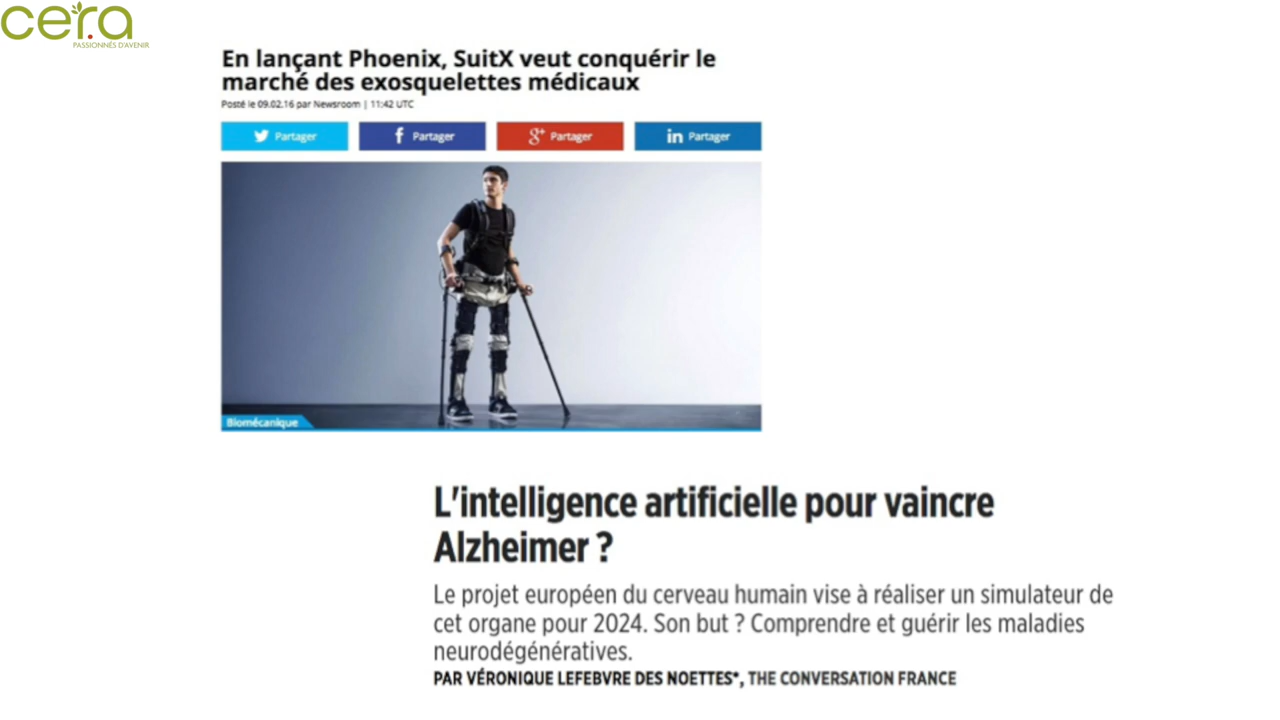 cera
PASSIONNÉS D'AVENIR
En lançant Phoenix, SuitX veut conquérir le
marché des exosquelettes médicaux
Posté le 09.02.16 par Newsroom | 11:42 UTC
Partager
Partager
Partager
Partager
Biomécanique
L'intelligence artificielle pour vaincre
Alzheimer ?
Le projet européen du cerveau humain vise à réaliser un simulateur de
cet organe pour 2024. Son but ? Comprendre et guérir les maladies
neurodégénératives.
PAR VÉRONIQUE LEFEBVRE DES NOETTES*, THE CONVERSATION FRANCE